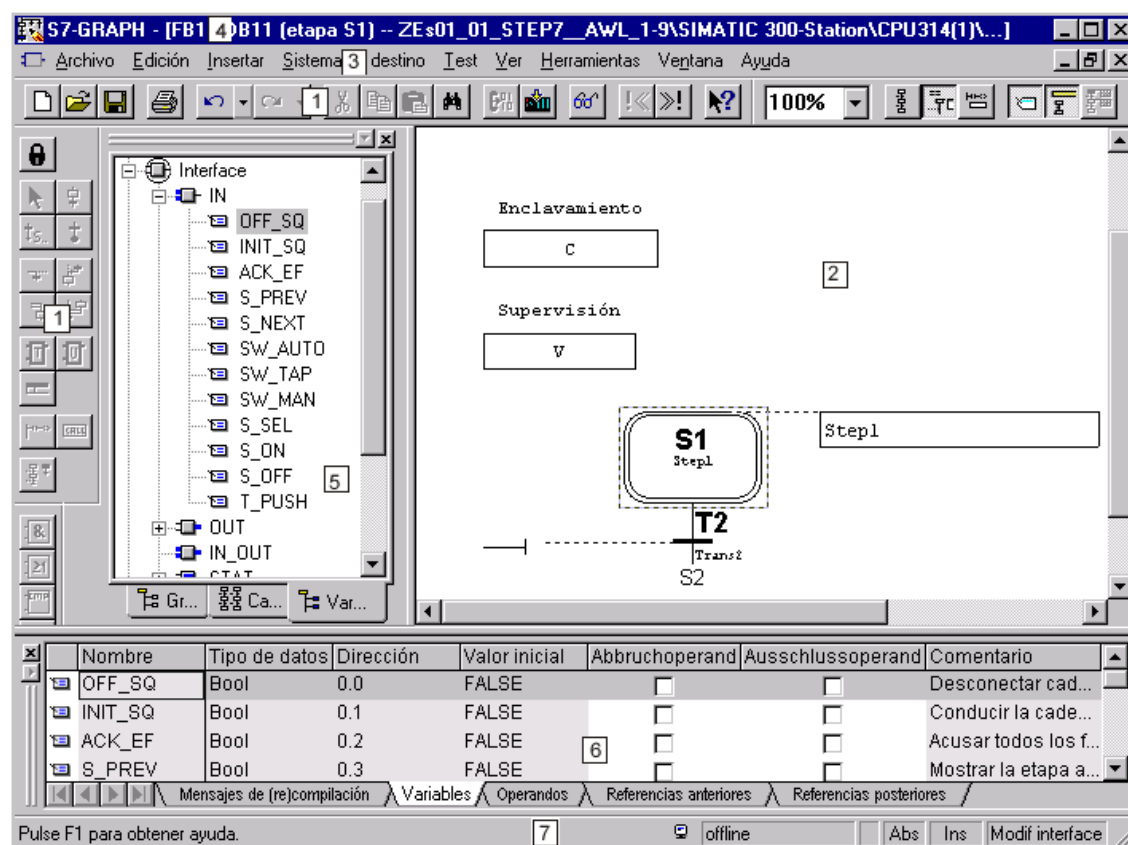 S7-GRAPH - [FB1 4 DB11 (etapa S1) -- ZEs01_01_STEP7__AWL_1-9\SIMATIC 300-Station\CPU314(1)\...]
Archivo Edición Insertar Sistema 3 destino Test Ver Herramientas Ventana Ayuda
1 100%
Interface
IN
OFF_SQ
INIT_SQ
ACK_EF
S_PREV
S_NEXT
SW_AUTO
SW_TAP
SW_MAN
S_SEL
S_ON
S_OFF
T_PUSH
OUT
IN_OUT
STAT
Gr... Ca... Var...
1
CALL
&
≥1
CMP
5
Enclavamiento
C
2
Supervisión
V
S1
Step1
Step1
T2
Trans2
S2
Nombre Tipo de datos Dirección Valor inicial Abbruchoperand Ausschlussoperand Comentario
OFF_SQ Bool 0.0 FALSE Desconectar cad...
INIT_SQ Bool 0.1 FALSE Conducir la cade...
ACK_EF Bool 0.2 FALSE Acusar todos los f...
6
S_PREV Bool 0.3 FALSE Mostrar la etapa a...
Mensajes de (re)compilación Variables Operandos Referencias anteriores Referencias posteriores
Pulse F1 para obtener ayuda. 7 offline Abs Ins Modif interface